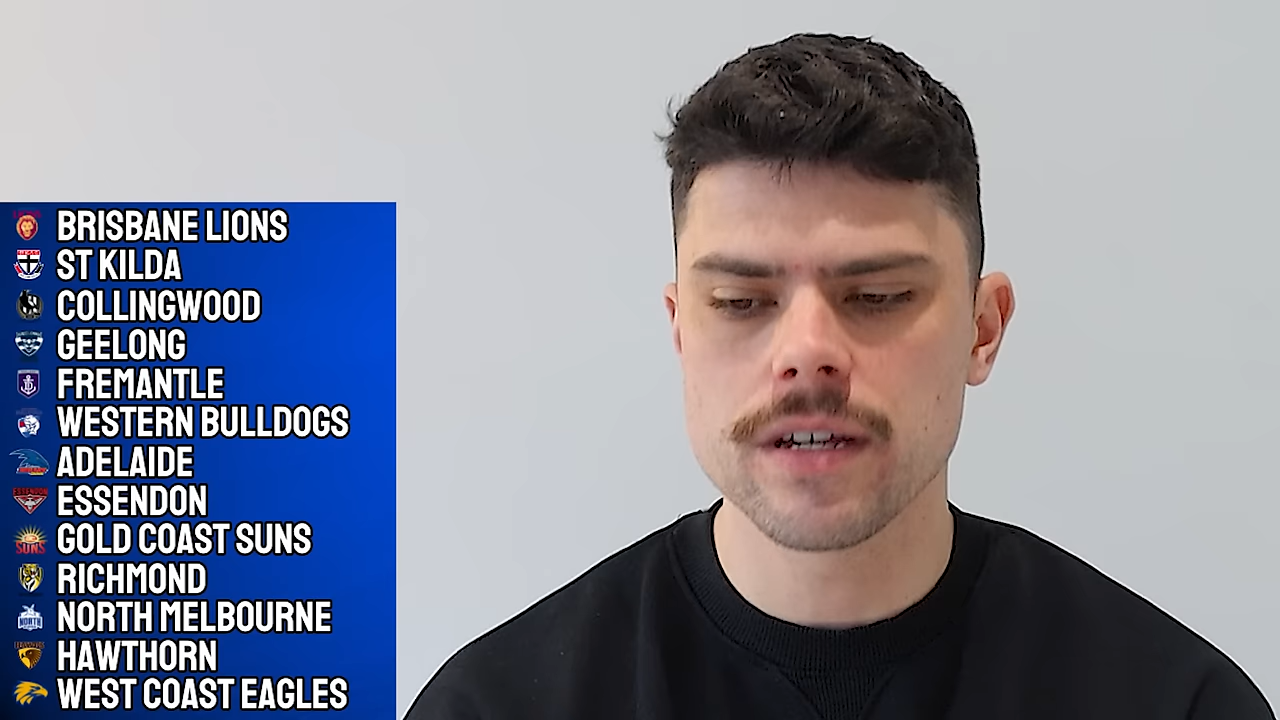 BRISBANE LIONS
ST KILDA
COLLINGWOOD
GEELONG
FREMANTLE
WESTERN BULLDOGS
ADELAIDE
ESSENDON
GOLD COAST SUNS
RICHMOND
NORTH MELBOURNE
HAWTHORN
WEST COAST EAGLES